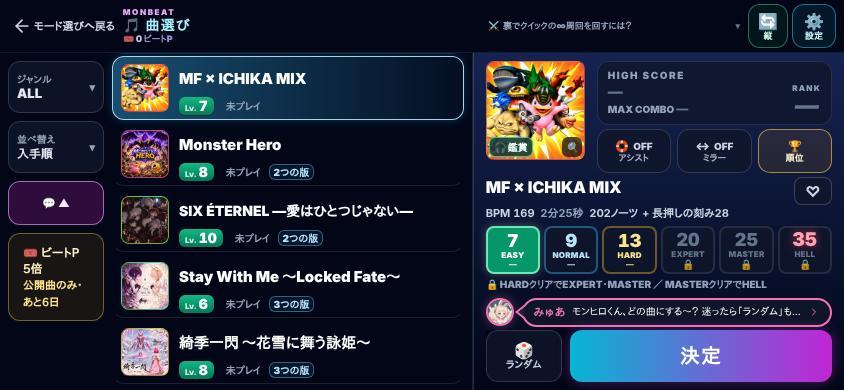 モード選びへ戻る
MONBEAT
🎵 曲選び
🎟️ 0 ビートP
⚔️ 裏でクイックの∞周回を回すには?
縦
設定
ジャンル
ALL
並べ替え
入手順
💬 ▲
🎟️ ビートP
5倍
公開曲のみ・
あと6日
MF × ICHIKA MIX
Lv. 7 未プレイ
Monster Hero
Lv. 8 未プレイ 2つの版
SIX ÉTERNEL —愛はひとつじゃない—
Lv. 10 未プレイ 2つの版
Stay With Me 〜Locked Fate〜
Lv. 6 未プレイ 3つの版
綺季一閃 〜花雪に舞う詠姫〜
Lv. 8 未プレイ 3つの版
🎧 鑑賞
HIGH SCORE
—
RANK
—
MAX COMBO —
OFF
アシスト
↔ OFF
ミラー
🏆
順位
MF × ICHIKA MIX
♡
BPM 169 2分25秒 202ノーツ + 長押しの刻み28
7
EASY
—
9
NORMAL
—
13
HARD
—
20
EXPERT
🔒
25
MASTER
🔒
35
HELL
🔒
🔒 HARDクリアでEXPERT・MASTER ／ MASTERクリアでHELL
みゅあ モンヒロくん、どの曲にする〜? 迷ったら「ランダム」も...
🎲
ランダム
決定